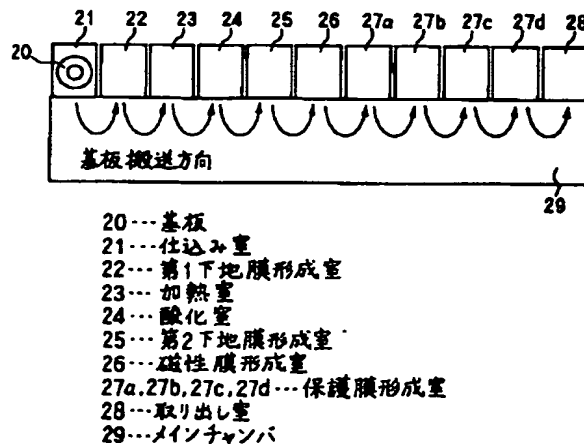 21 22 23 24 25 26 27a 27b 27c 27d 28
20
基板搬送方向
29
20…基板
21…仕込み室
22…第1下地膜形成室
23…加熱室
24…酸化室
25…第2下地膜形成室
26…磁性膜形成室
27a,27b,27c,27d…保護膜形成室
28…取り出し室
29…メインチャンバ